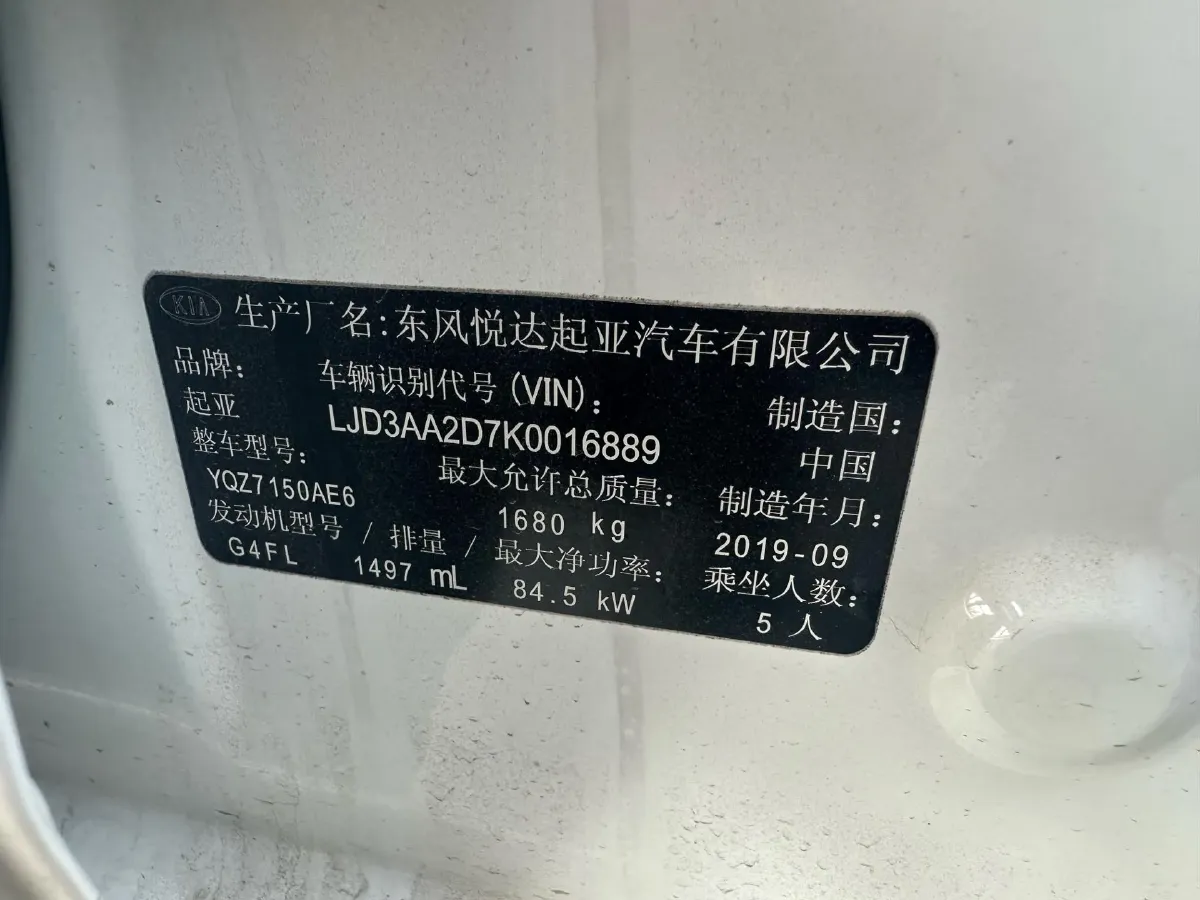 KIA 生产厂名:东风悦达起亚汽车有限公司
品牌: 车辆识别代号(VIN): 制造国:
起亚 LJD3AA2D7K0016889 中国
整车型号: 最大允许总质量: 制造年月:
YQZ7150AE6 1680 kg 2019-09
发动机型号 / 排量 / 最大净功率: 乘坐人数:
G4FL 1497 mL 84.5 kW 5 人